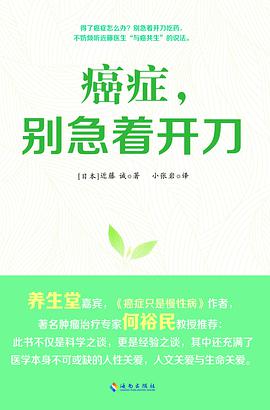 得了癌症怎么办？别急着开刀吃药，
不妨倾听近藤医生“与癌共生”的说法。
癌症，
别急着开刀
[日本]近藤 诚◎著 小张岩◎译
养生堂嘉宾，《癌症只是慢性病》作者，
著名肿瘤治疗专家何裕民教授推荐：
此书不仅是科学之谈，更是经验之谈，其中还充满了
医学本身不可或缺的人性关爱，人文关爱与生命关爱。
海南出版社